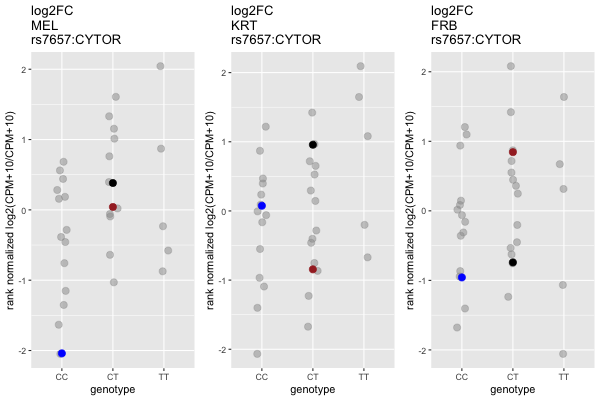 log2FC
MEL
rs7657:CYTOR
rank normalized log2(CPM+10/CPM+10)
2
1
0
-1
-2
CC
CT
TT
genotype
log2FC
KRT
rs7657:CYTOR
rank normalized log2(CPM+10/CPM+10)
2
1
0
-1
-2
CC
CT
TT
genotype
log2FC
FRB
rs7657:CYTOR
rank normalized log2(CPM+10/CPM+10)
2
1
0
-1
-2
CC
CT
TT
genotype